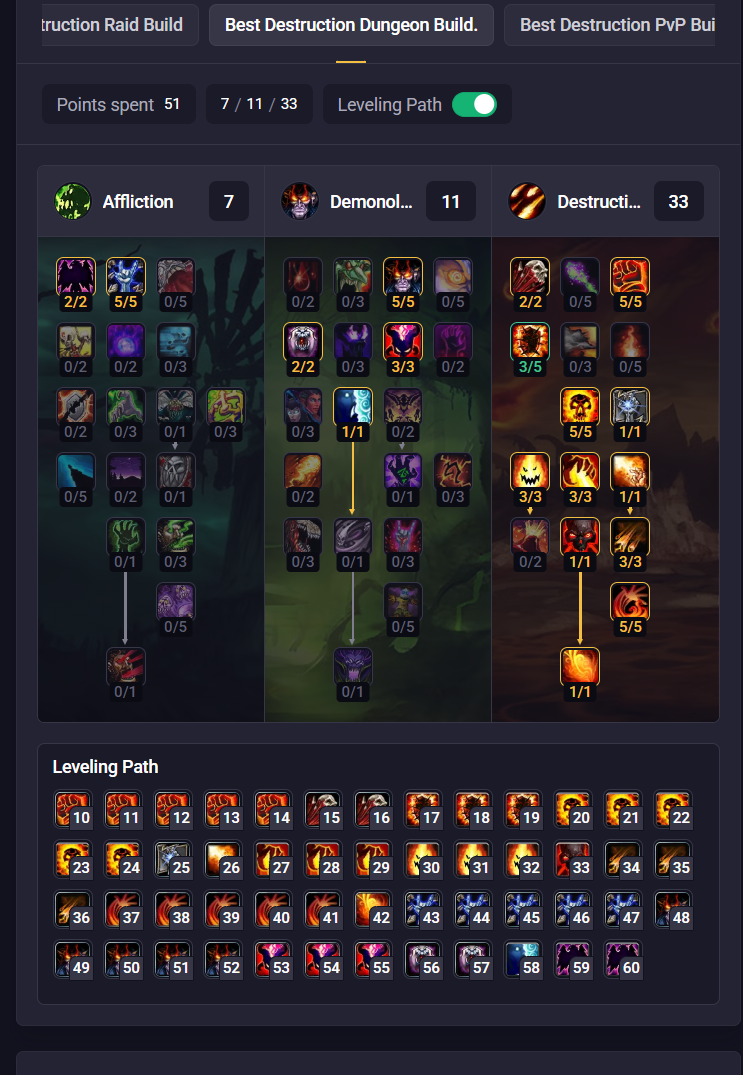 truction Raid Build Best Destruction Dungeon Build. Best Destruction PvP Bui
Points spent 51 7 / 11 / 33 Leveling Path
Affliction 7 Demonol... 11 Destructi... 33
2/2 5/5 0/5 0/2 0/3 5/5 0/5 2/2 0/5 5/5
0/2 0/2 0/3 2/2 0/3 3/3 0/2 3/5 0/3 0/5
0/2 0/3 0/1 0/3 0/3 1/1 0/2 5/5 1/1
0/5 0/2 0/1 0/2 0/1 0/3 3/3 3/3 1/1
0/1 0/3 0/3 0/1 0/3 0/2 1/1 3/3
0/5 0/5 5/5
0/1 0/1 1/1
Leveling Path
10 11 12 13 14 15 16 17 18 19 20 21 22
23 24 25 26 27 28 29 30 31 32 33 34 35
36 37 38 39 40 41 42 43 44 45 46 47 48
49 50 51 52 53 54 55 56 57 58 59 60